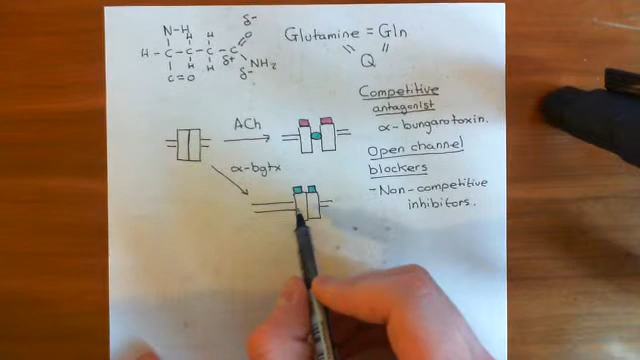 δ-
N-H H H O
H-C-C-C-C
δ+
H H NH2
C=O δ-
Glutamine = Gln
Q
Competitive
antagonist
α-bungarotoxin.
Open channel
blockers
-Non-competitive
inhibitors.
ACh
α-bgtx